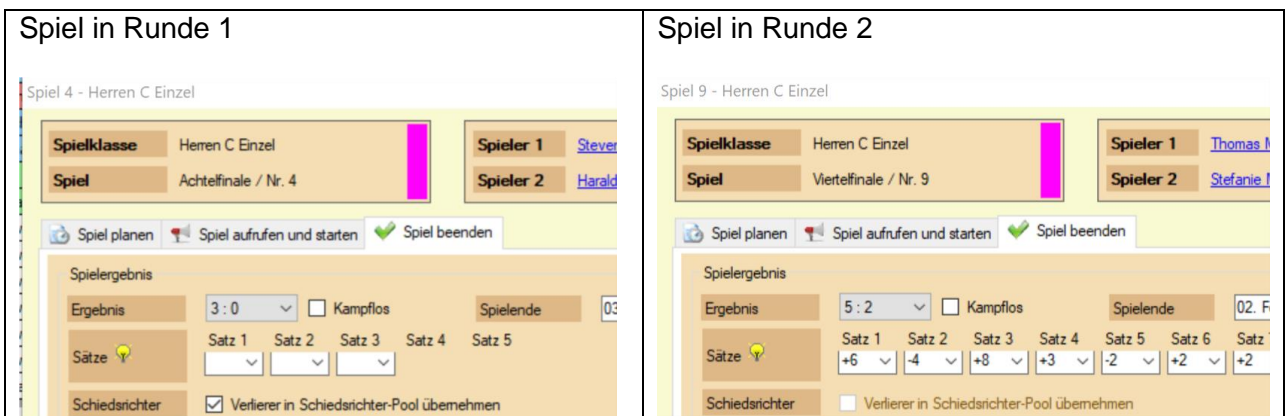 Spiel in Runde 1
Spiel 4 - Herren C Einzel
Spielklasse Herren C Einzel Spieler 1
Spiel Achtelfinale / Nr. 4 Spieler 2
Spiel planen Spiel aufrufen und starten Spiel beenden
Spielergebnis
Ergebnis 3 : 0 Kampflos Spielende 03
Satz 1 Satz 2 Satz 3 Satz 4 Satz 5
Sätze
Schiedsrichter Verlierer in Schiedsrichter-Pool übernehmen
Spiel in Runde 2
Spiel 9 - Herren C Einzel
Spielklasse Herren C Einzel Spieler 1 Thomas
Spiel Viertelfinale / Nr. 9 Spieler 2 Stefanie
Spiel planen Spiel aufrufen und starten Spiel beenden
Spielergebnis
Ergebnis 5 : 2 Kampflos Spielende 02.
Satz 1 Satz 2 Satz 3 Satz 4 Satz 5 Satz 6 Satz
Sätze +6 -4 +8 +3 -2 +2 +2
Schiedsrichter Verlierer in Schiedsrichter-Pool übernehmen